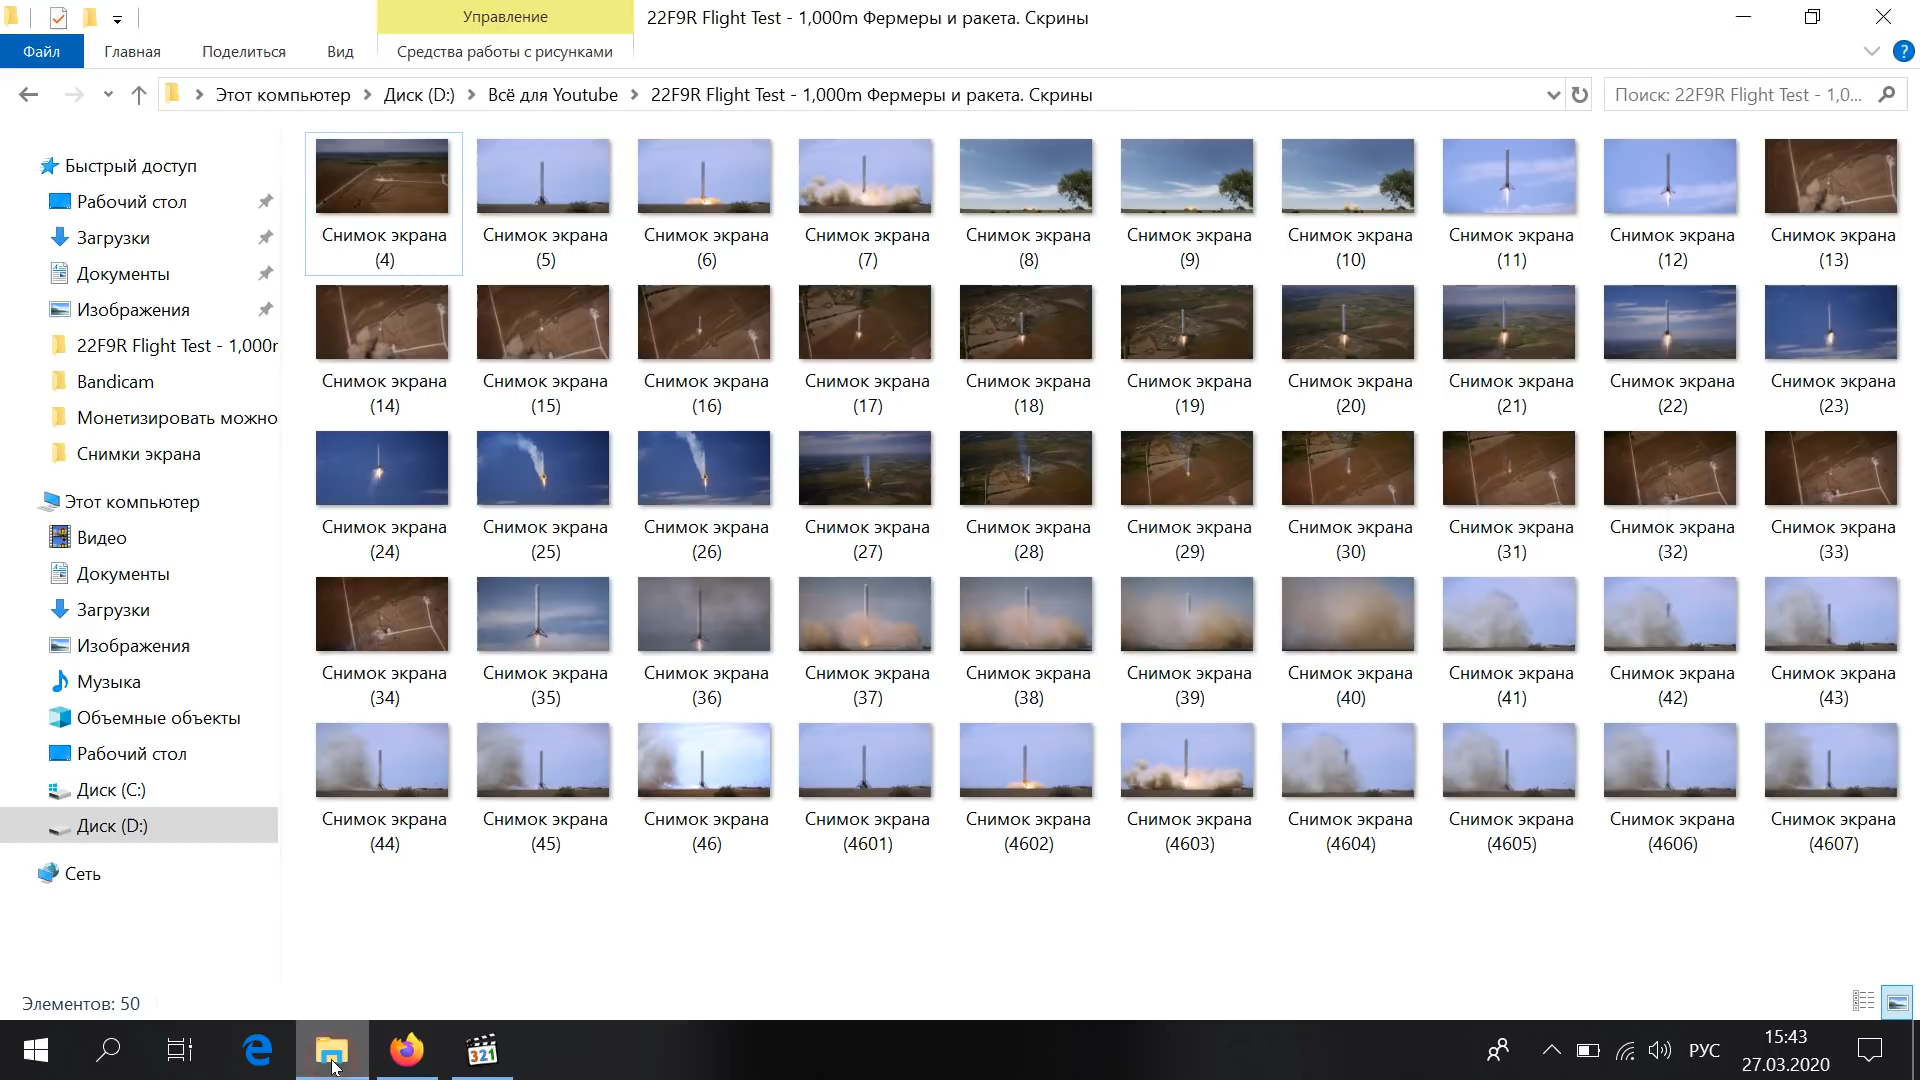 Управление
22F9R Flight Test - 1,000m Фермеры и ракета. Скрины
Файл
Главная
Поделиться
Вид
Средства работы с рисунками
?
Этот компьютер
Диск (D:)
Всё для Youtube
22F9R Flight Test - 1,000m Фермеры и ракета. Скрины
Поиск: 22F9R Flight Test - 1,0...
Быстрый доступ
Рабочий стол
Загрузки
Документы
Изображения
22F9R Flight Test - 1,000m
Bandicam
Монетизировать можно
Снимки экрана
Этот компьютер
Видео
Документы
Загрузки
Изображения
Музыка
Объемные объекты
Рабочий стол
Диск (C:)
Диск (D:)
Сеть
Снимок экрана
(4)
Снимок экрана
(5)
Снимок экрана
(6)
Снимок экрана
(7)
Снимок экрана
(8)
Снимок экрана
(9)
Снимок экрана
(10)
Снимок экрана
(11)
Снимок экрана
(12)
Снимок экрана
(13)
Снимок экрана
(14)
Снимок экрана
(15)
Снимок экрана
(16)
Снимок экрана
(17)
Снимок экрана
(18)
Снимок экрана
(19)
Снимок экрана
(20)
Снимок экрана
(21)
Снимок экрана
(22)
Снимок экрана
(23)
Снимок экрана
(24)
Снимок экрана
(25)
Снимок экрана
(26)
Снимок экрана
(27)
Снимок экрана
(28)
Снимок экрана
(29)
Снимок экрана
(30)
Снимок экрана
(31)
Снимок экрана
(32)
Снимок экрана
(33)
Снимок экрана
(34)
Снимок экрана
(35)
Снимок экрана
(36)
Снимок экрана
(37)
Снимок экрана
(38)
Снимок экрана
(39)
Снимок экрана
(40)
Снимок экрана
(41)
Снимок экрана
(42)
Снимок экрана
(43)
Снимок экрана
(44)
Снимок экрана
(45)
Снимок экрана
(46)
Снимок экрана
(4601)
Снимок экрана
(4602)
Снимок экрана
(4603)
Снимок экрана
(4604)
Снимок экрана
(4605)
Снимок экрана
(4606)
Снимок экрана
(4607)
Элементов: 50
321
РУС
15:43
27.03.2020